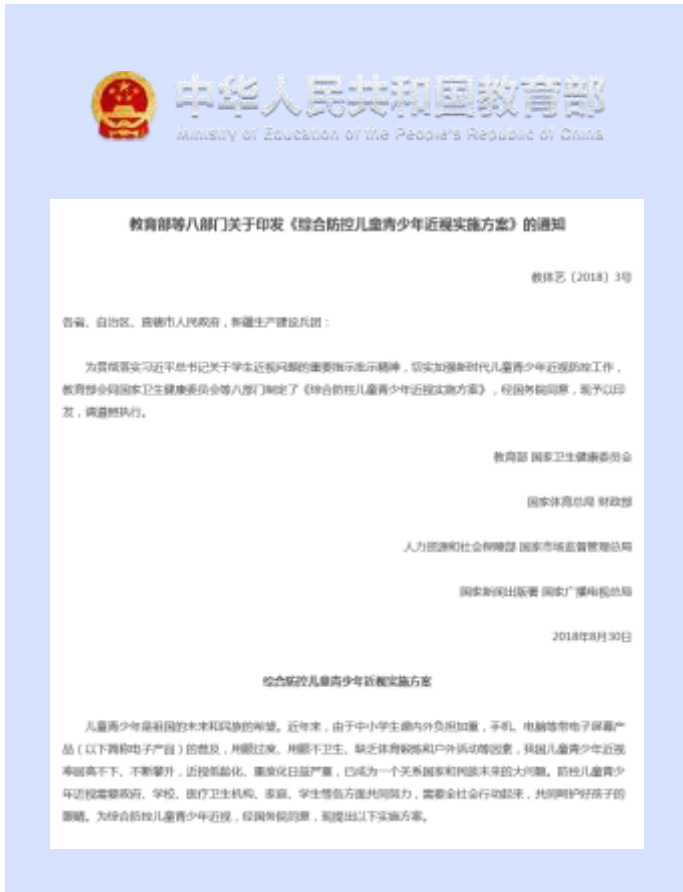 中华人民共和国教育部
Ministry of Education of the People's Republic of China
教育部等八部门关于印发《综合防控儿童青少年近视实施方案》的通知
教体艺〔2018〕3号
各省、自治区、直辖市人民政府，新疆生产建设兵团：
为贯彻落实习近平总书记关于学生近视问题的重要指示批示精神，切实加强新时代儿童青少年近视防控工作，
教育部会同国家卫生健康委员会等八部门制定了《综合防控儿童青少年近视实施方案》，经国务院同意，现予以印
发，请遵照执行。
教育部 国家卫生健康委员会
国家体育总局 财政部
人力资源和社会保障部 国家市场监督管理总局
国家新闻出版署 国家广播电视总局
2018年8月30日
综合防控儿童青少年近视实施方案
儿童青少年是祖国的未来和民族的希望。近年来，由于中小学生课内外负担加重，手机、电脑等带电子屏幕产
品（以下简称电子产品）的普及，用眼过度、用眼不卫生、缺乏体育锻炼和户外活动等因素，我国儿童青少年近视
率居高不下、不断攀升，近视低龄化、重度化日益严重，已成为一个关系国家和民族未来的大问题。防控儿童青少
年近视需要政府、学校、医疗卫生机构、家庭、学生等各方面共同努力，需要全社会行动起来，共同呵护好孩子的
眼睛。为综合防控儿童青少年近视，经国务院同意，现提出以下实施方案。